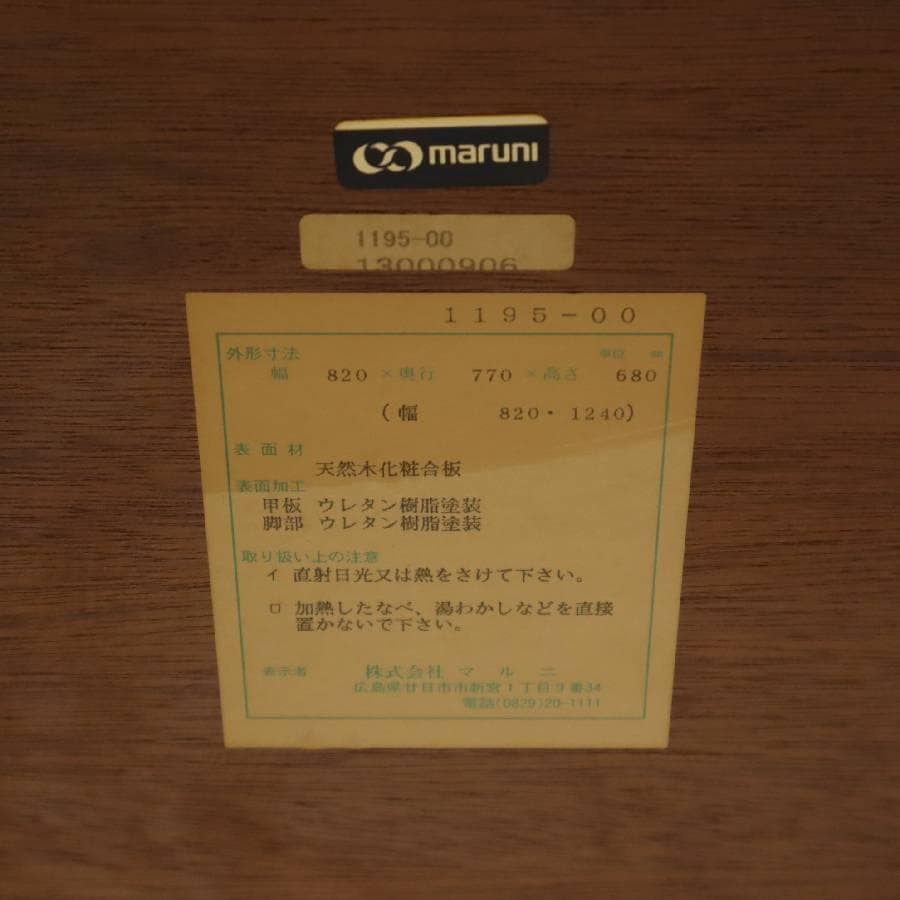 maruni
1195-00
13000906
1195-00
外形寸法 単位 ㎜
幅 820 × 奥行 770 × 高さ 680
(幅 820・1240)
表面材
天然木化粧合板
表面加工
甲板 ウレタン樹脂塗装
脚部 ウレタン樹脂塗装
取り扱い上の注意
イ 直射日光又は熱をさけて下さい。
ロ 加熱したなべ、湯わかしなどを直接
置かないで下さい。
表示者 株式会社 マルニ
広島県廿日市市新宮1丁目9番34
電話(0829)20-1111